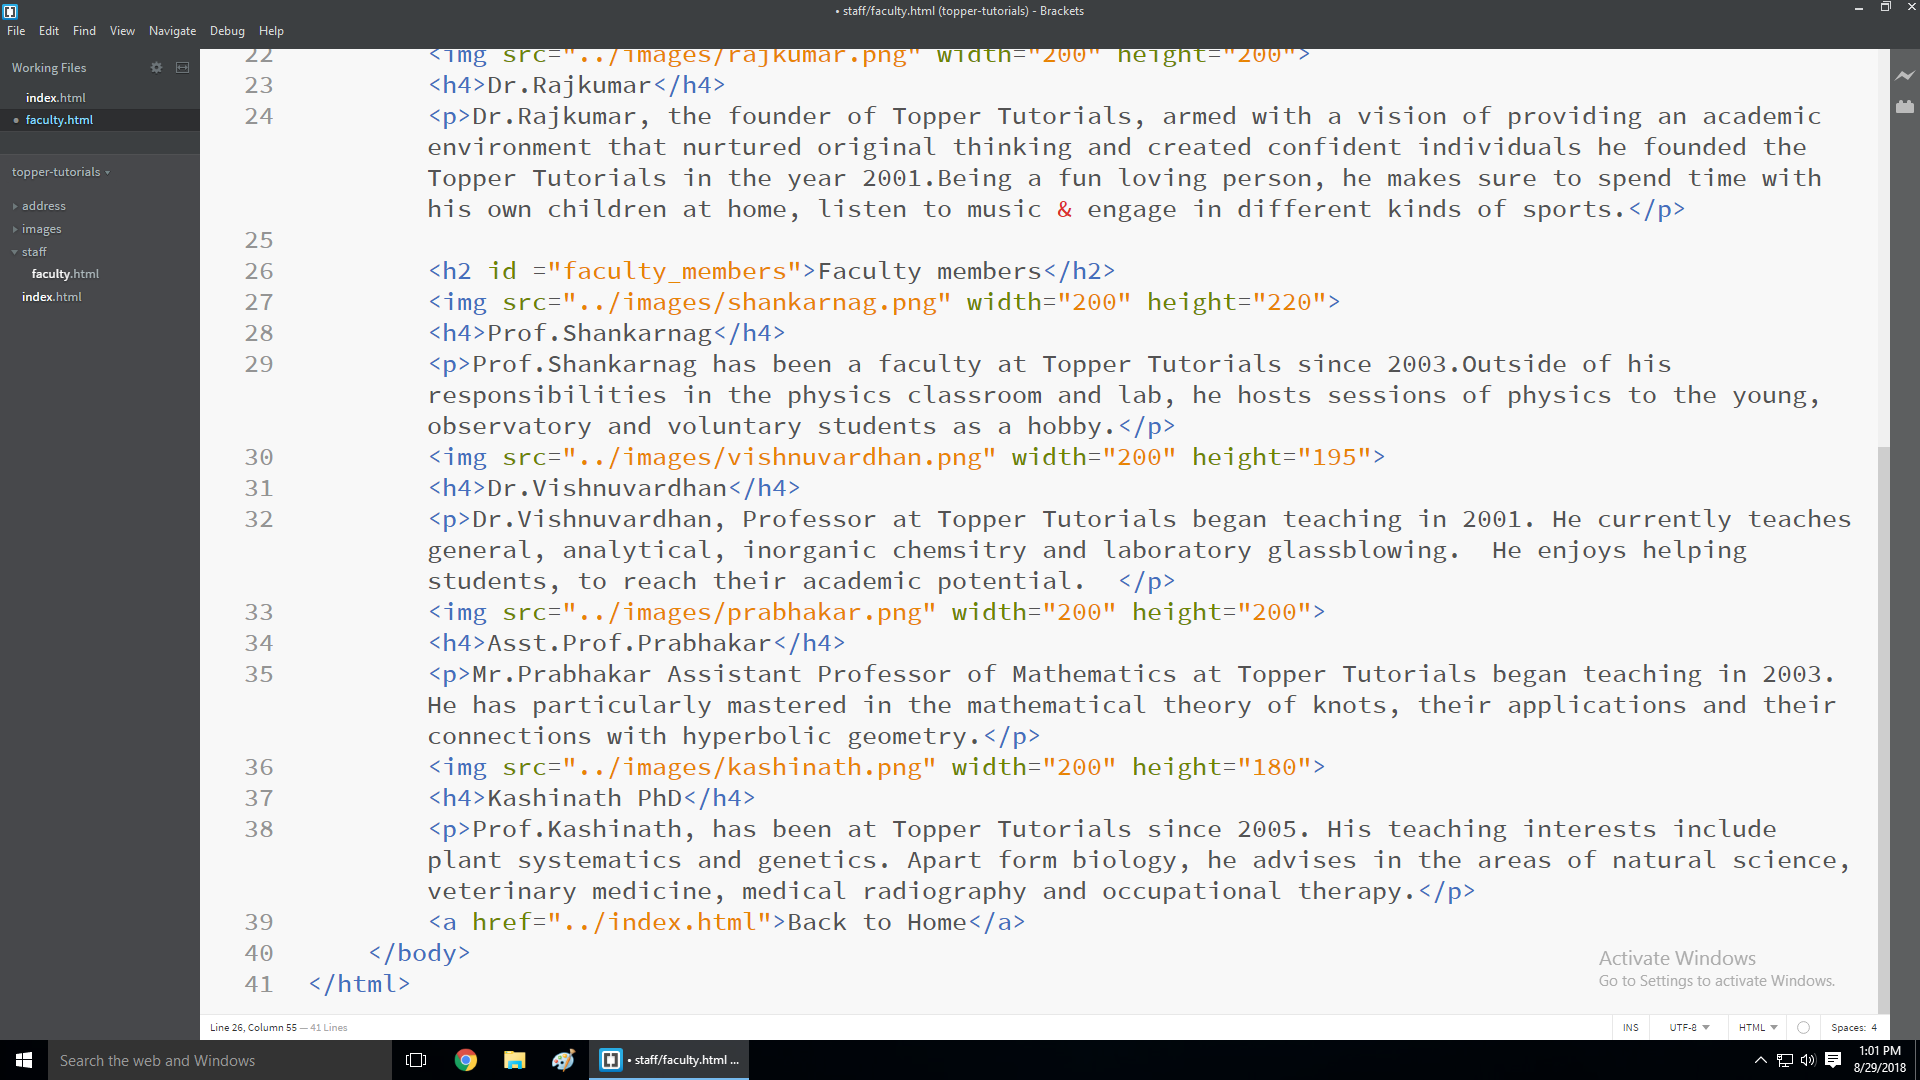 • staff/faculty.html (topper-tutorials) - Brackets
File Edit Find View Navigate Debug Help
Working Files
index.html
• faculty.html
topper-tutorials
address
images
staff
faculty.html
index.html
22 <img src="../images/rajkumar.png" width="200" height="200">
23 <h4>Dr.Rajkumar</h4>
24 <p>Dr.Rajkumar, the founder of Topper Tutorials, armed with a vision of providing an academic
environment that nurtured original thinking and created confident individuals he founded the
Topper Tutorials in the year 2001.Being a fun loving person, he makes sure to spend time with
his own children at home, listen to music & engage in different kinds of sports.</p>
25
26 <h2 id ="faculty_members">Faculty members</h2>
27 <img src="../images/shankarnag.png" width="200" height="220">
28 <h4>Prof.Shankarnag</h4>
29 <p>Prof.Shankarnag has been a faculty at Topper Tutorials since 2003.Outside of his
responsibilities in the physics classroom and lab, he hosts sessions of physics to the young,
observatory and voluntary students as a hobby.</p>
30 <img src="../images/vishnuvardhan.png" width="200" height="195">
31 <h4>Dr.Vishnuvardhan</h4>
32 <p>Dr.Vishnuvardhan, Professor at Topper Tutorials began teaching in 2001. He currently teaches
general, analytical, inorganic chemsitry and laboratory glassblowing.  He enjoys helping
students, to reach their academic potential.  </p>
33 <img src="../images/prabhakar.png" width="200" height="200">
34 <h4>Asst.Prof.Prabhakar</h4>
35 <p>Mr.Prabhakar Assistant Professor of Mathematics at Topper Tutorials began teaching in 2003.
He has particularly mastered in the mathematical theory of knots, their applications and their
connections with hyperbolic geometry.</p>
36 <img src="../images/kashinath.png" width="200" height="180">
37 <h4>Kashinath PhD</h4>
38 <p>Prof.Kashinath, has been at Topper Tutorials since 2005. His teaching interests include
plant systematics and genetics. Apart form biology, he advises in the areas of natural science,
veterinary medicine, medical radiography and occupational therapy.</p>
39 <a href="../index.html">Back to Home</a>
40 </body>
41 </html>
Activate Windows
Go to Settings to activate Windows.
Line 26, Column 55 — 41 Lines
INS UTF-8 HTML Spaces: 4
Search the web and Windows
• staff/faculty.html ...
1:01 PM
8/29/2018